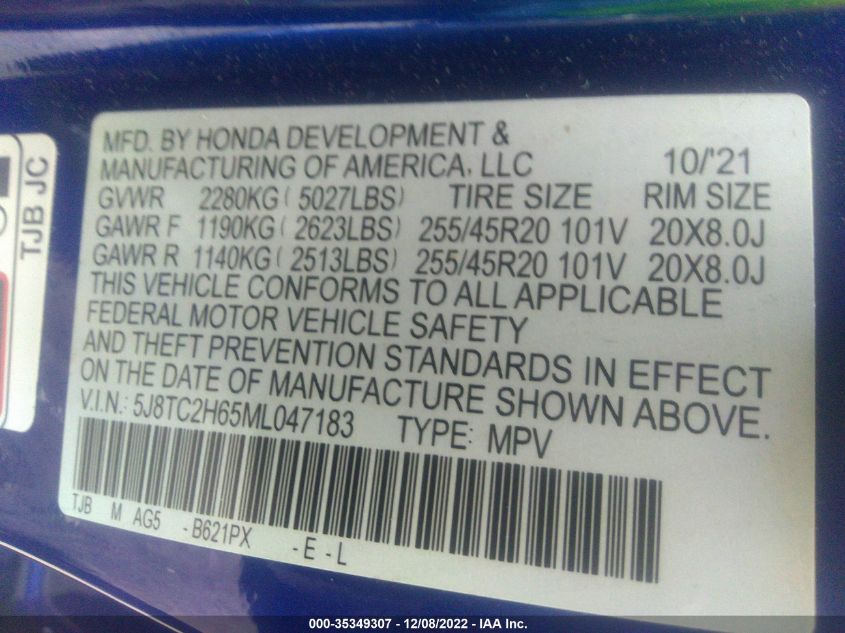 TJB JC
MFD. BY HONDA DEVELOPMENT &
MANUFACTURING OF AMERICA, LLC 10/'21
GVWR 2280KG ( 5027LBS) TIRE SIZE RIM SIZE
GAWR F 1190KG ( 2623LBS) 255/45R20 101V 20X8.0J
GAWR R 1140KG ( 2513LBS) 255/45R20 101V 20X8.0J
THIS VEHICLE CONFORMS TO ALL APPLICABLE
FEDERAL MOTOR VEHICLE SAFETY
AND THEFT PREVENTION STANDARDS IN EFFECT
ON THE DATE OF MANUFACTURE SHOWN ABOVE.
V.I.N.: 5J8TC2H65ML047183 TYPE: MPV
TJB M AG5 - B621PX - E - L
000-35349307 - 12/08/2022 - IAA Inc.